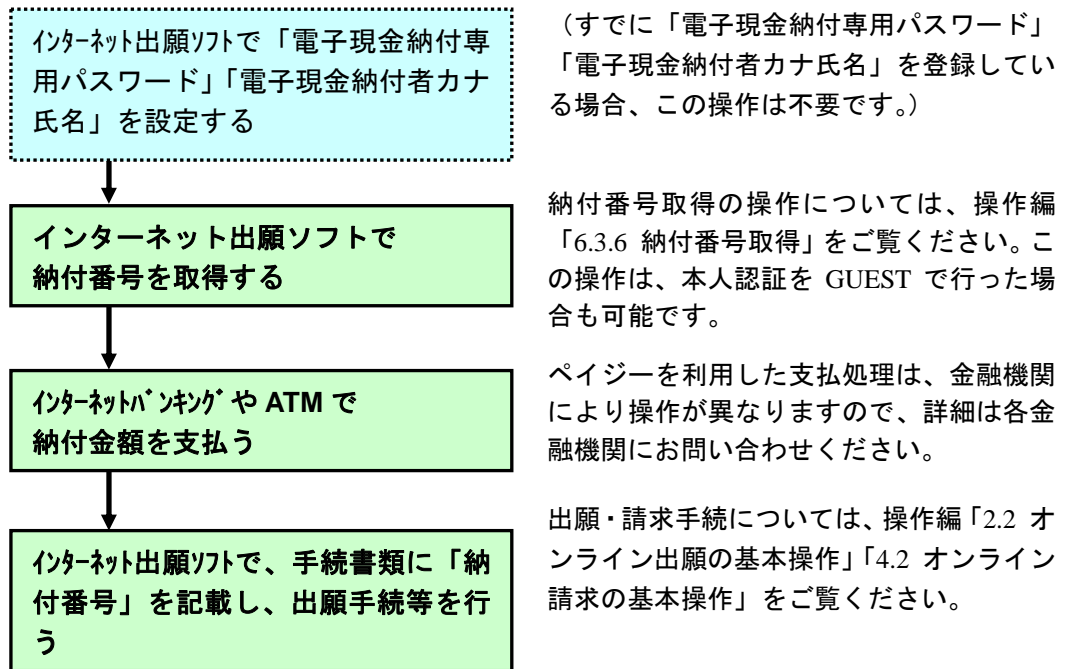 ｲﾝﾀｰﾈｯﾄ出願ｿﾌﾄで「電子現金納付専
用パスワード」「電子現金納付者カナ
氏名」を設定する
（すでに「電子現金納付専用パスワード」
「電子現金納付者カナ氏名」を登録してい
る場合、この操作は不要です。）
インターネット出願ソフトで
納付番号を取得する
納付番号取得の操作については、操作編
「6.3.6 納付番号取得」をご覧ください。こ
の操作は、本人認証を GUEST で行った場
合も可能です。
ｲﾝﾀｰﾈｯﾄﾊﾞﾝｷﾝｸﾞや ATM で
納付金額を支払う
ペイジーを利用した支払処理は、金融機関
により操作が異なりますので、詳細は各金
融機関にお問い合わせください。
ｲﾝﾀｰﾈｯﾄ出願ｿﾌﾄで、手続書類に「納
付番号」を記載し、出願手続等を行
う
出願・請求手続については、操作編「2.2 オ
ンライン出願の基本操作」「4.2 オンライン
請求の基本操作」をご覧ください。